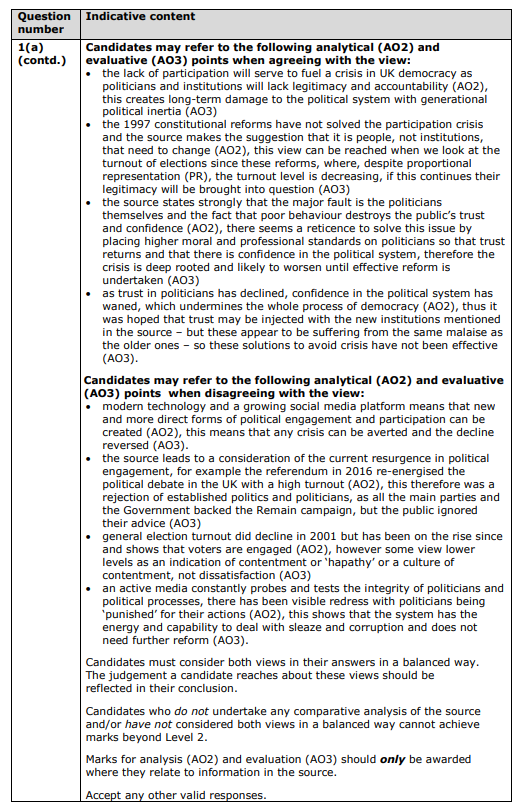 Question number
Indicative content
1(a)
(contd.)
Candidates may refer to the following analytical (AO2) and
evaluative (AO3) points when agreeing with the view:
• the lack of participation will serve to fuel a crisis in UK democracy as
politicians and institutions will lack legitimacy and accountability (AO2),
this creates long-term damage to the political system with generational
political inertia (AO3)
• the 1997 constitutional reforms have not solved the participation crisis
and the source makes the suggestion that it is people, not institutions,
that need to change (AO2), this view can be reached when we look at the
turnout of elections since these reforms, where, despite proportional
representation (PR), the turnout level is decreasing, if this continues their
legitimacy will be brought into question (AO3)
• the source states strongly that the major fault is the politicians
themselves and the fact that poor behaviour destroys the public's trust
and confidence (AO2), there seems a reticence to solve this issue by
placing higher moral and professional standards on politicians so that trust
returns and that there is confidence in the political system, therefore the
crisis is deep rooted and likely to worsen until effective reform is
undertaken (AO3)
• as trust in politicians has declined, confidence in the political system has
waned, which undermines the whole process of democracy (AO2), thus it
was hoped that trust may be injected with the new institutions mentioned
in the source – but these appear to be suffering from the same malaise as
the older ones – so these solutions to avoid crisis have not been effective
(AO3).
Candidates may refer to the following analytical (AO2) and evaluative
(AO3) points when disagreeing with the view:
• modern technology and a growing social media platform means that new
and more direct forms of political engagement and participation can be
created (AO2), this means that any crisis can be averted and the decline
reversed (AO3).
• the source leads to a consideration of the current resurgence in political
engagement, for example the referendum in 2016 re-energised the
political debate in the UK with a high turnout (AO2), this therefore was a
rejection of established politics and politicians, as all the main parties and
the Government backed the Remain campaign, but the public ignored
their advice (AO3)
• general election turnout did decline in 2001 but has been on the rise since
and shows that voters are engaged (AO2), however some view lower
levels as an indication of contentment or 'hapathy' or a culture of
contentment, not dissatisfaction (AO3)
• an active media constantly probes and tests the integrity of politicians and
political processes, there has been visible redress with politicians being
'punished' for their actions (AO2), this shows that the system has the
energy and capability to deal with sleaze and corruption and does not
need further reform (AO3).
Candidates must consider both views in their answers in a balanced way.
The judgement a candidate reaches about these views should be
reflected in their conclusion.
Candidates who do not undertake any comparative analysis of the source
and/or have not considered both views in a balanced way cannot achieve
marks beyond Level 2.
Marks for analysis (AO2) and evaluation (AO3) should only be awarded
where they relate to information in the source.
Accept any other valid responses.